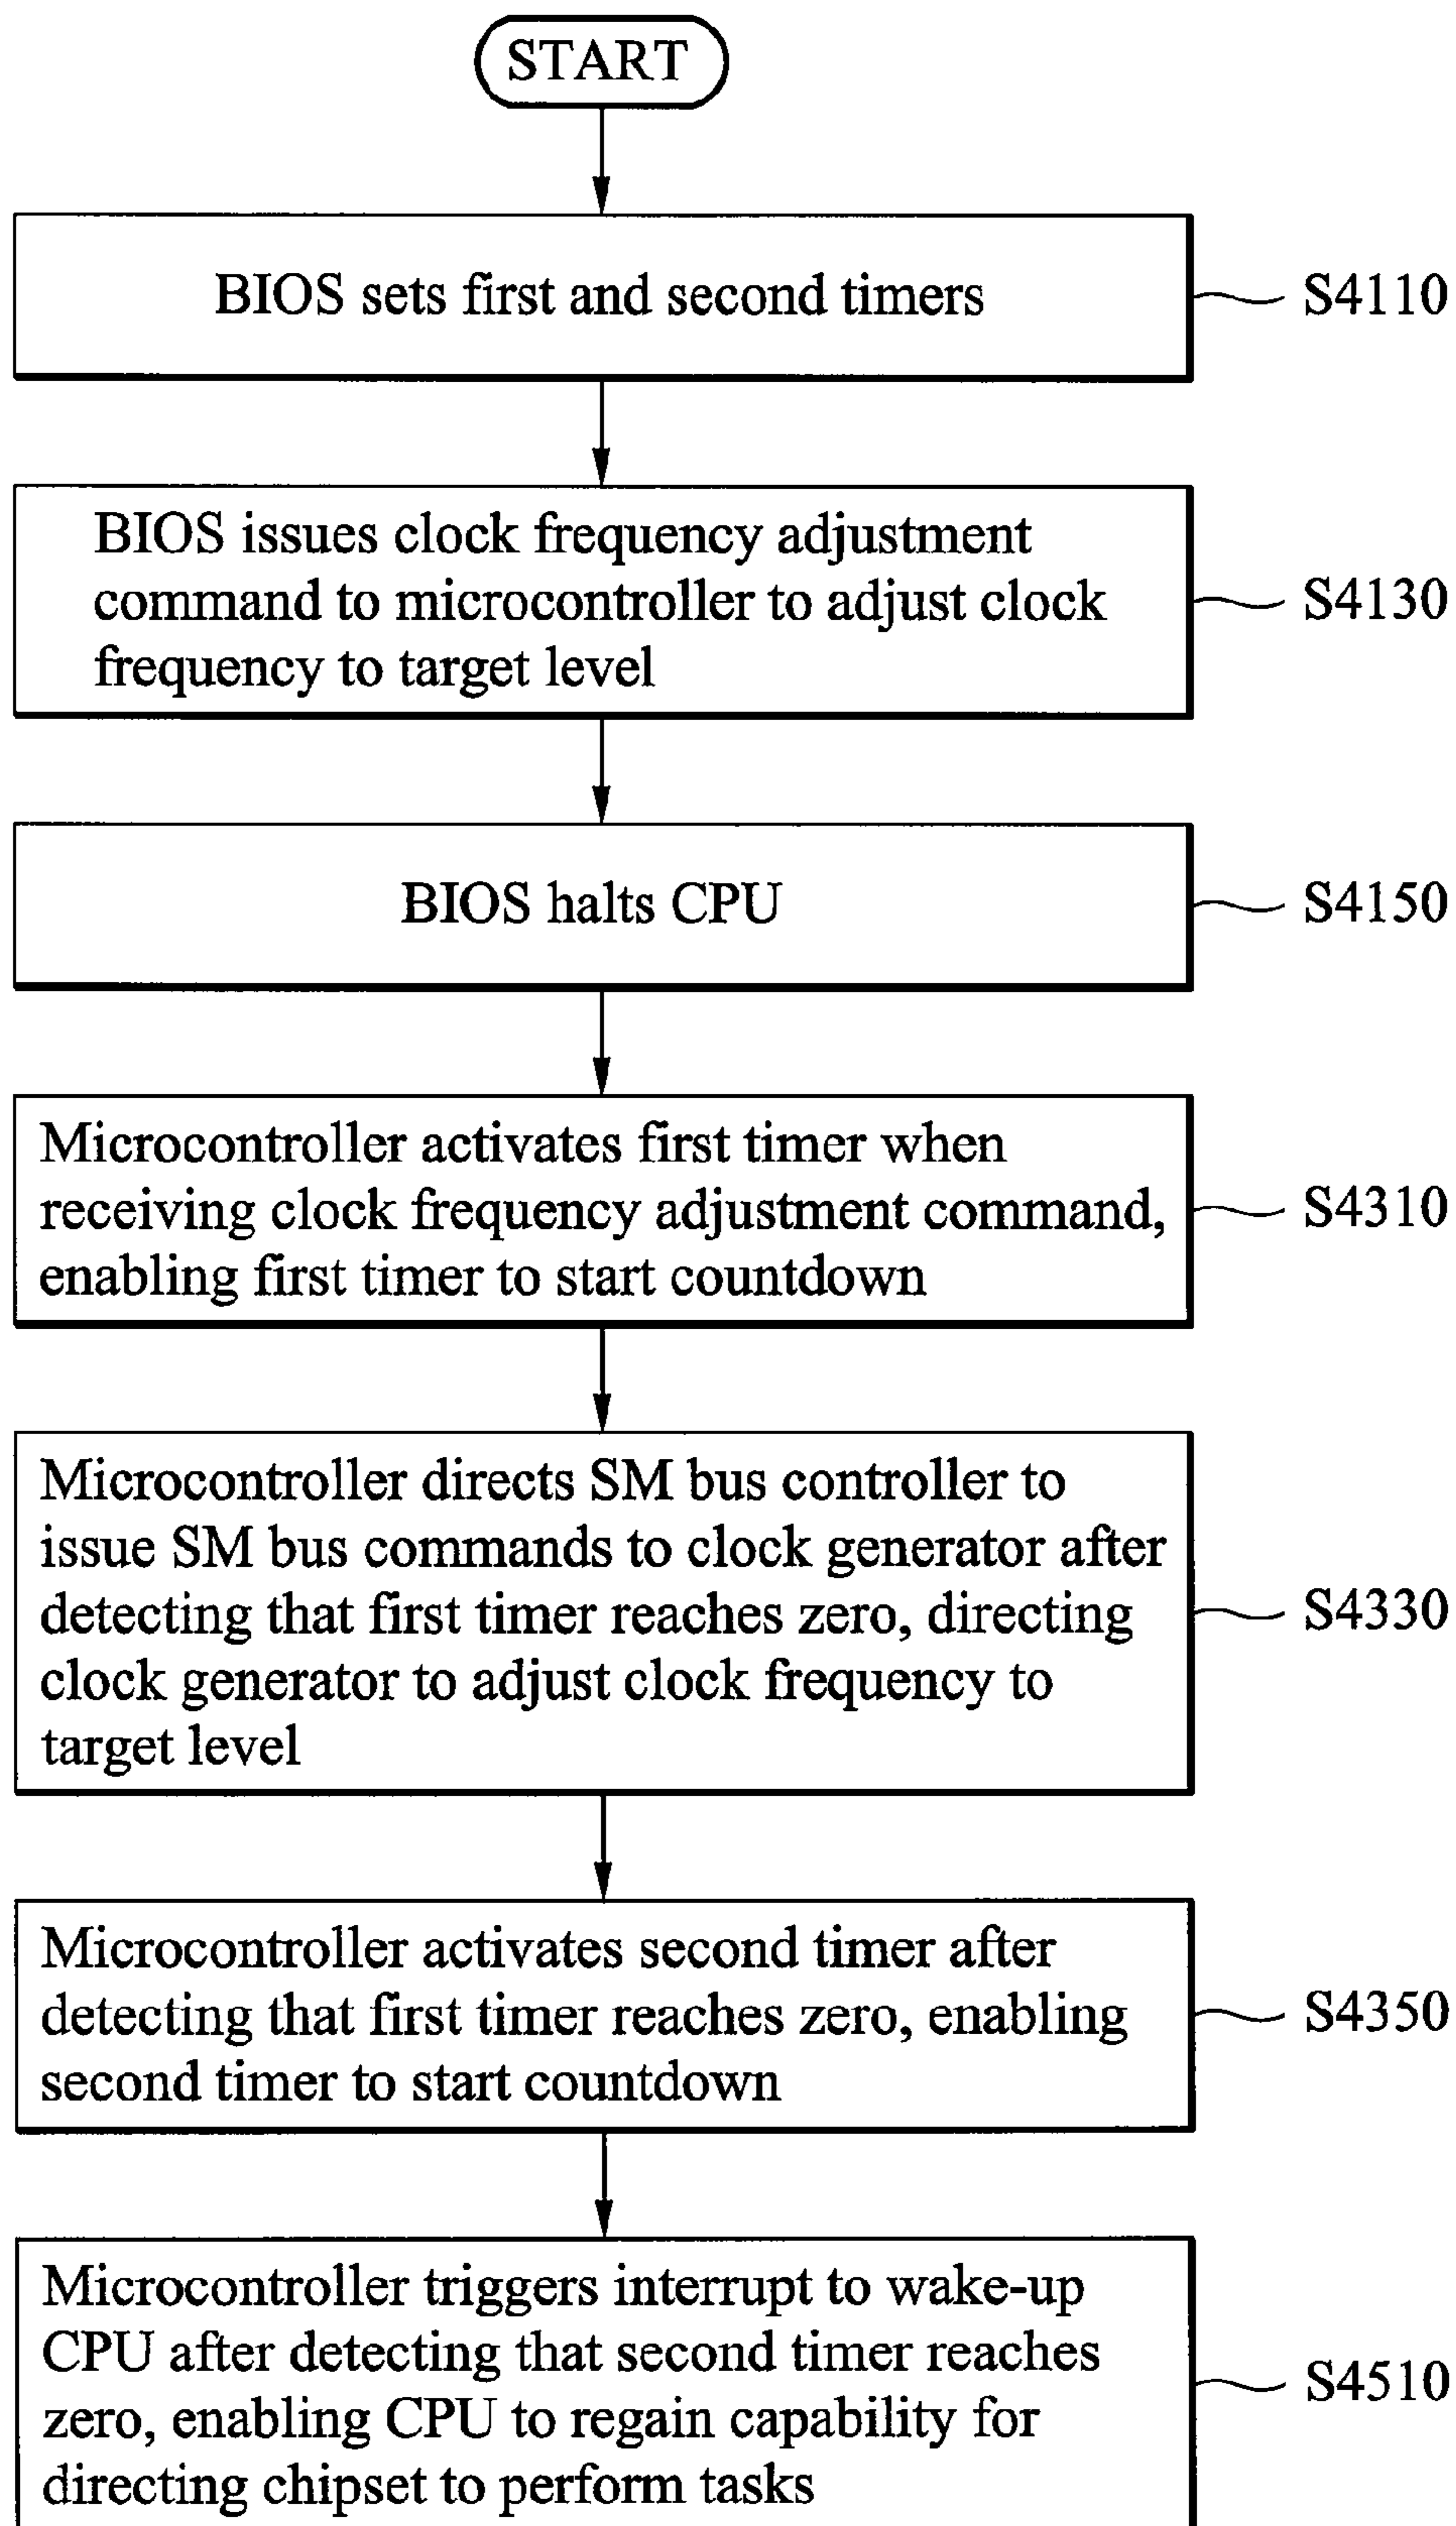 START
BIOS sets first and second timers
S4110
BIOS issues clock frequency adjustment
command to microcontroller to adjust clock
frequency to target level
S4130
BIOS halts CPU
S4150
Microcontroller activates first timer when
receiving clock frequency adjustment command,
enabling first timer to start countdown
S4310
Microcontroller directs SM bus controller to
issue SM bus commands to clock generator after
detecting that first timer reaches zero, directing
clock generator to adjust clock frequency to
target level
S4330
Microcontroller activates second timer after
detecting that first timer reaches zero, enabling
second timer to start countdown
S4350
Microcontroller triggers interrupt to wake-up
CPU after detecting that second timer reaches
zero, enabling CPU to regain capability for
directing chipset to perform tasks
S4510